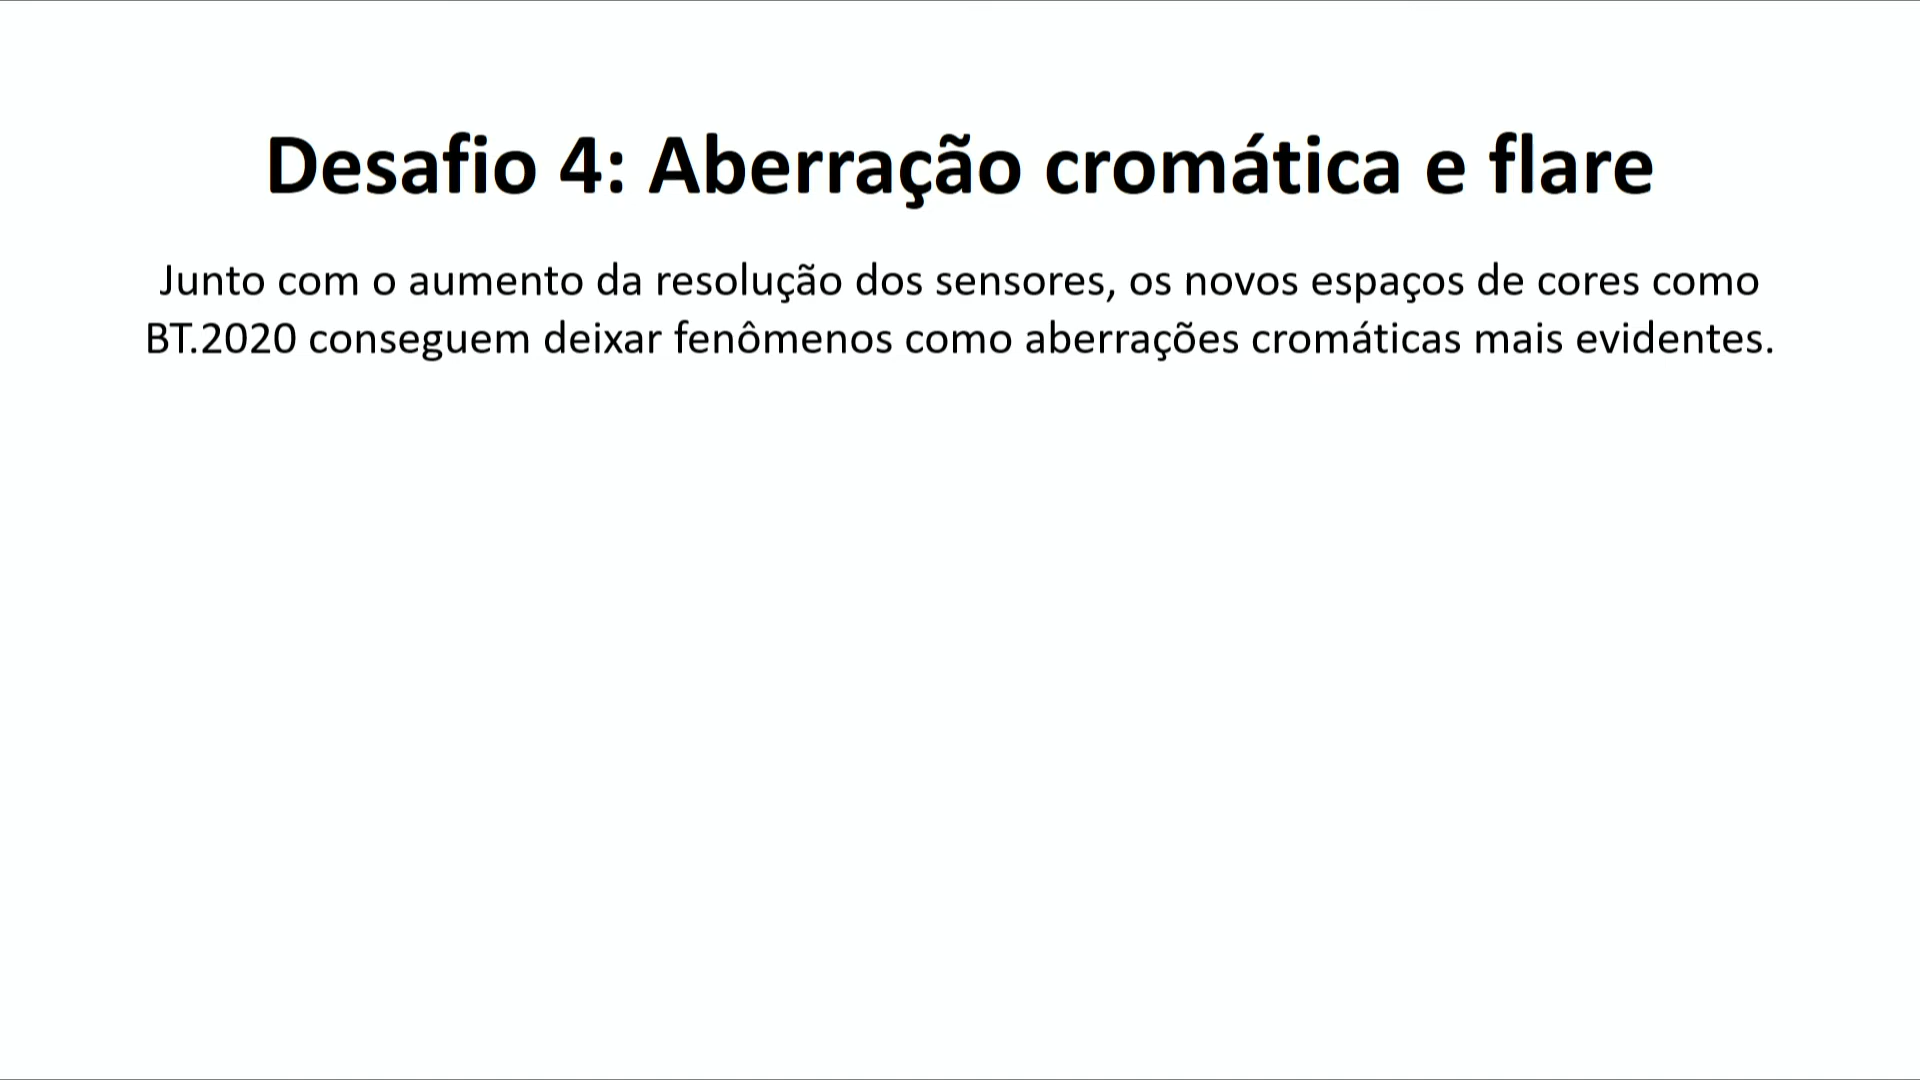 Desafio 4: Aberração cromática e flare
Junto com o aumento da resolução dos sensores, os novos espaços de cores como
BT.2020 conseguem deixar fenômenos como aberrações cromáticas mais evidentes.